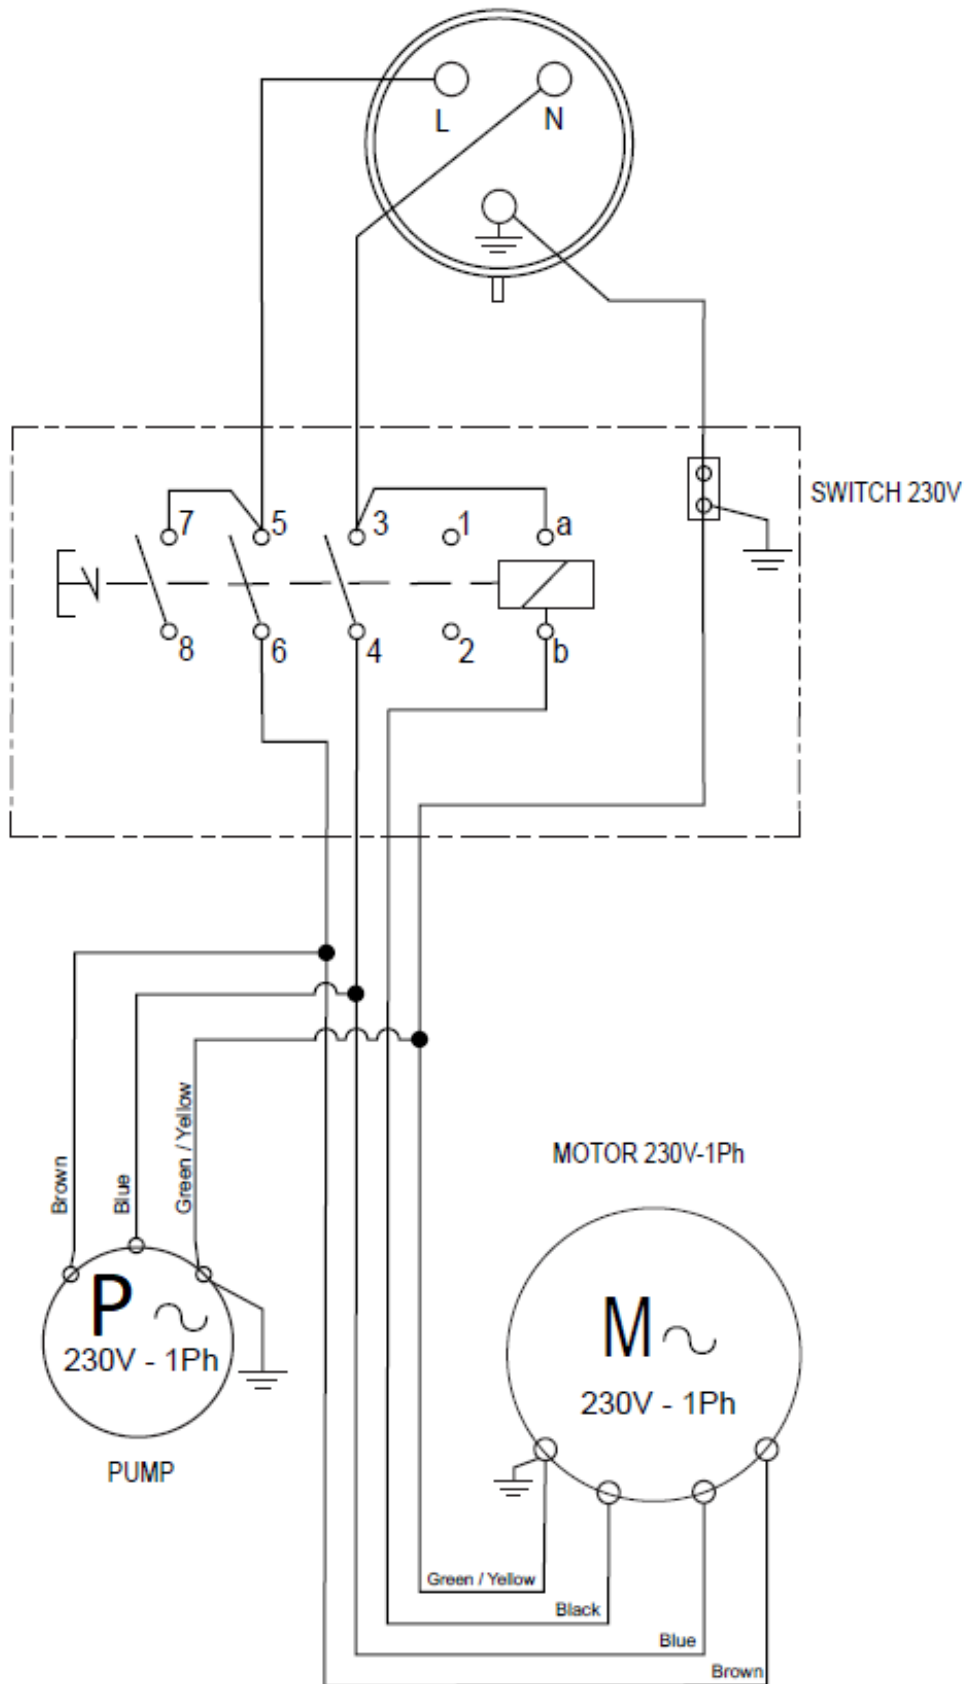 L N
SWITCH 230V
7 5 3 1 a
8 6 4 2 b
Brown
Blue
Green / Yellow
MOTOR 230V-1Ph
P
230V - 1Ph
M
230V - 1Ph
PUMP
Green / Yellow
Black
Blue
Brown